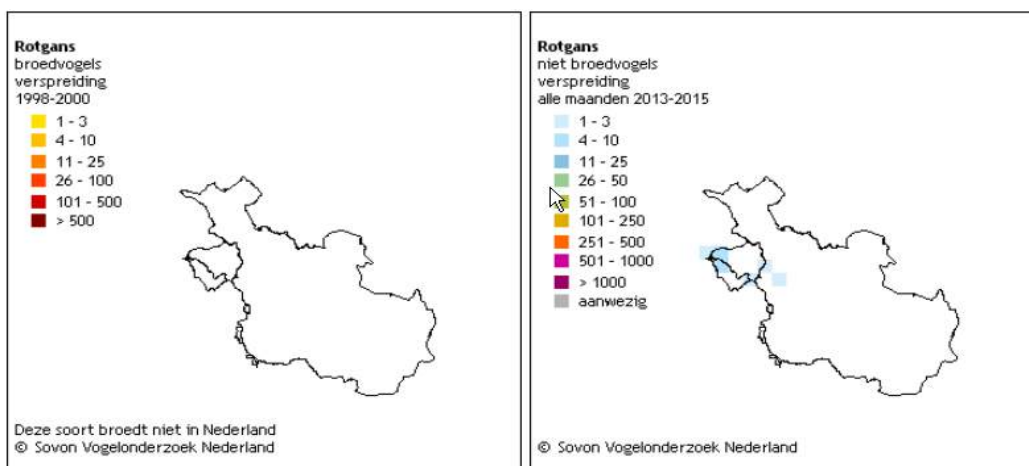 Rotgans
broedvogels
verspreiding
1998-2000
1 - 3
4 - 10
11 - 25
26 - 100
101 - 500
> 500
Deze soort broedt niet in Nederland
© Sovon Vogelonderzoek Nederland
Rotgans
niet broedvogels
verspreiding
alle maanden 2013-2015
1 - 3
4 - 10
11 - 25
26 - 50
51 - 100
101 - 250
251 - 500
501 - 1000
> 1000
aanwezig
© Sovon Vogelonderzoek Nederland